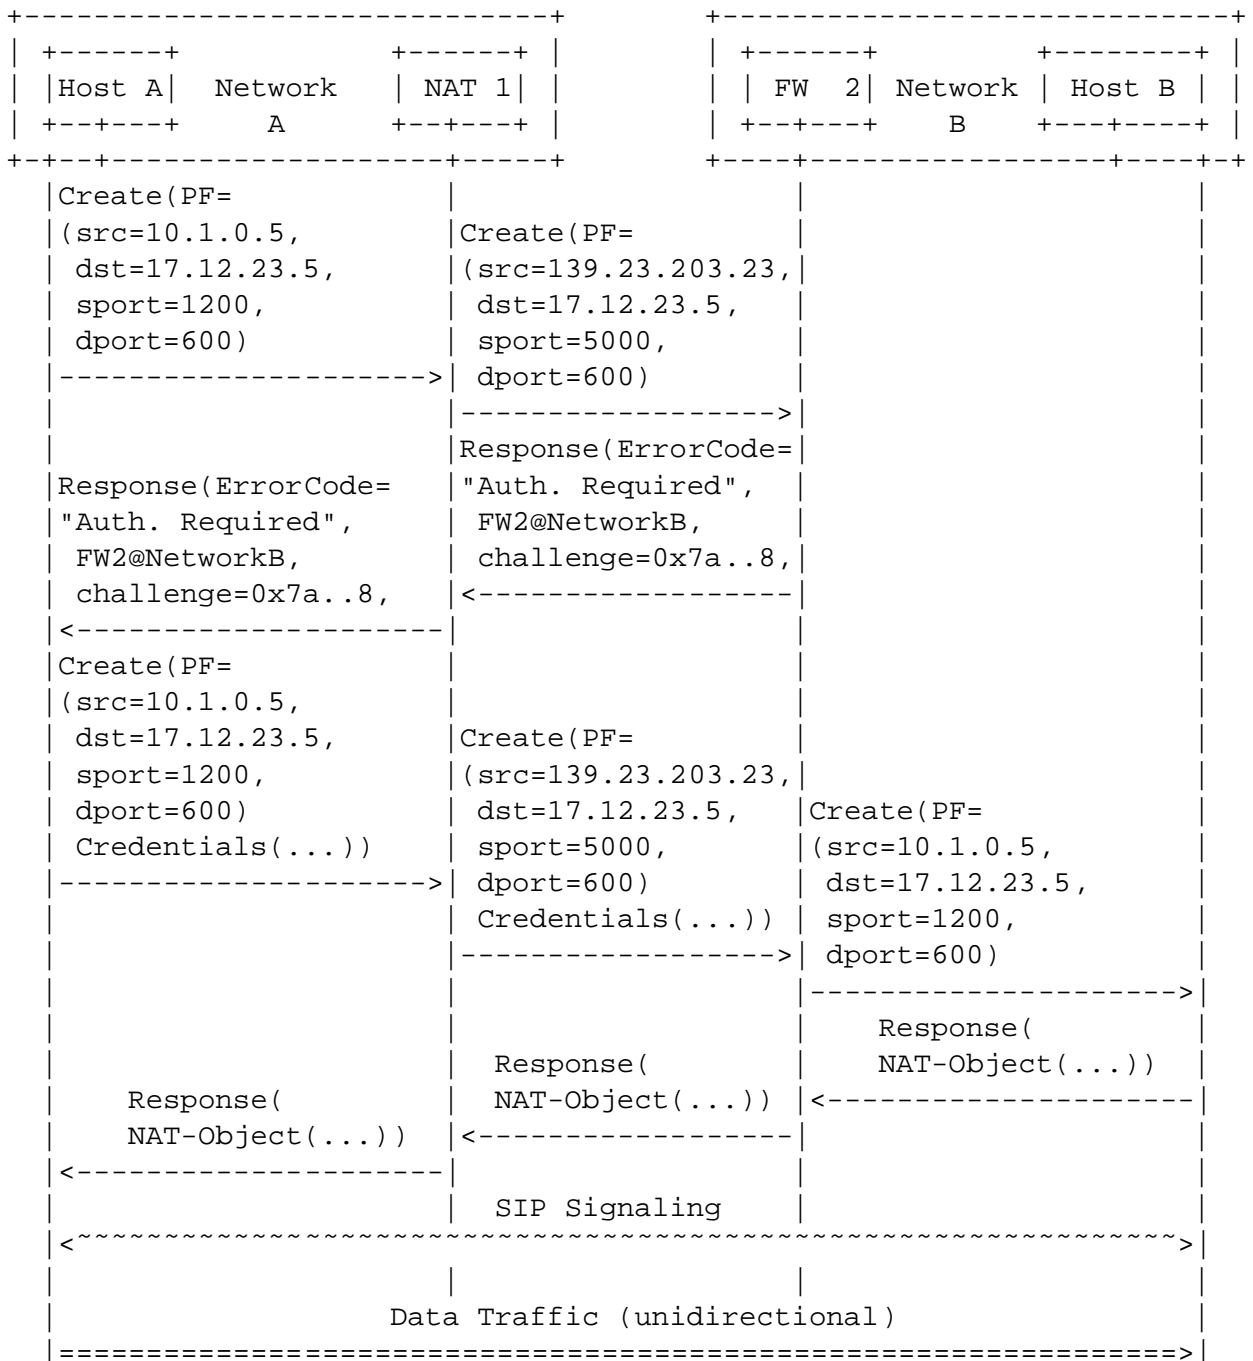 +------------------------------+        +-----------------------------+
| +------+            +------+ |        | +------+         +--------+ |
| |Host A|  Network   | NAT 1| |        | | FW  2| Network | Host B | |
| +--+---+     A      +--+---+ |        | +--+---+    B    +---+----+ |
+-+--+-------------------+-----+        +----+-----------------+----+-+
  |Create(PF=            |                   |                      |
  |(src=10.1.0.5,        |Create(PF=         |                      |
  | dst=17.12.23.5,      |(src=139.23.203.23,|                      |
  | sport=1200,          | dst=17.12.23.5,   |                      |
  | dport=600)           | sport=5000,       |                      |
  |--------------------->| dport=600)        |                      |
  |                      |------------------>|                      |
  |                      |Response(ErrorCode=|                      |
  |Response(ErrorCode=   |"Auth. Required",  |                      |
  |"Auth. Required",     | FW2@NetworkB,     |                      |
  | FW2@NetworkB,        | challenge=0x7a..8,|                      |
  | challenge=0x7a..8,   |<------------------|                      |
  |<---------------------|                   |                      |
  |Create(PF=            |                   |                      |
  |(src=10.1.0.5,        |                   |                      |
  | dst=17.12.23.5,      |Create(PF=         |                      |
  | sport=1200,          |(src=139.23.203.23,|                      |
  | dport=600)           | dst=17.12.23.5,   |Create(PF=            |
  | Credentials(...))    | sport=5000,       |(src=10.1.0.5,        |
  |--------------------->| dport=600)        | dst=17.12.23.5,      |
  |                      | Credentials(...)) | sport=1200,          |
  |                      |------------------>| dport=600)           |
  |                      |                   |--------------------->|
  |                      |                   |    Response(         |
  |                      |  Response(        |    NAT-Object(...))  |
  |    Response(         |  NAT-Object(...)) |<---------------------|
  |    NAT-Object(...))  |<------------------|                      |
  |<---------------------|                   |                      |
  |                      |  SIP Signaling    |                      |
  |<~~~~~~~~~~~~~~~~~~~~~~~~~~~~~~~~~~~~~~~~~~~~~~~~~~~~~~~~~~~~~~~>|
  |                      |                   |                      |
  |                   Data Traffic (unidirectional)                 |
  |================================================================>|